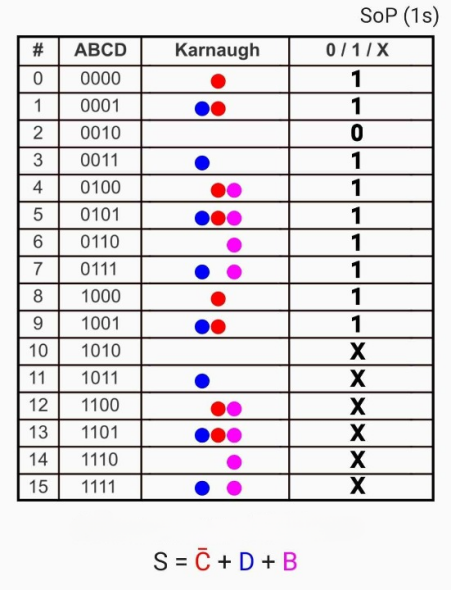 SoP (1s)
# ABCD Karnaugh 0 / 1 / X
0 0000 1
1 0001 1
2 0010 0
3 0011 1
4 0100 1
5 0101 1
6 0110 1
7 0111 1
8 1000 1
9 1001 1
10 1010 X
11 1011 X
12 1100 X
13 1101 X
14 1110 X
15 1111 X
S = C̄ + D + B